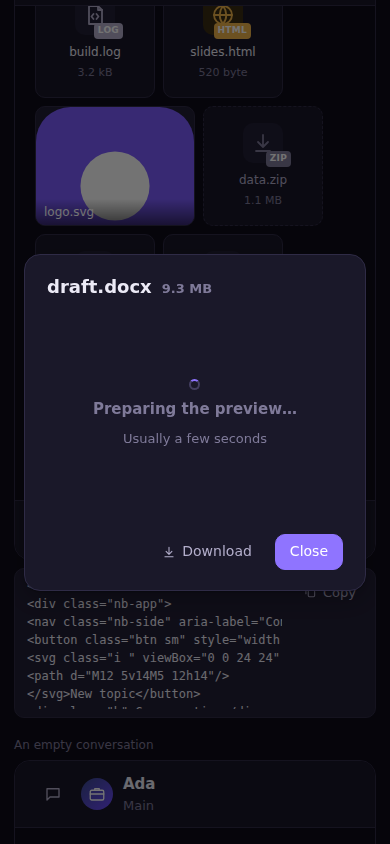 LOG
HTML
build.log
slides.html
3.2 kB
520 byte
logo.svg
ZIP
data.zip
1.1 MB
draft.docx 9.3 MB
Preparing the preview…
Usually a few seconds
Download
Close
Copy
<div class="nb-app">
<nav class="nb-side" aria-label="Con
<button class="btn sm" style="width
<svg class="i " viewBox="0 0 24 24"
<path d="M12 5v14M5 12h14"/>
</svg>New topic</button>
An empty conversation
Ada
Main